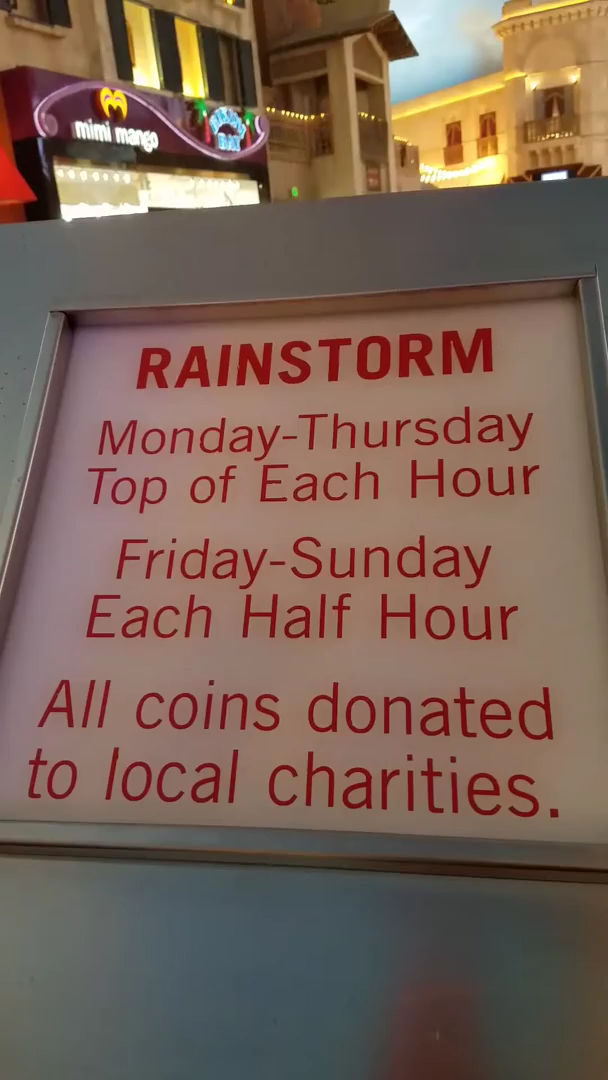 mimi mango
RAINSTORM
Monday-Thursday
Top of Each Hour
Friday-Sunday
Each Half Hour
All coins donated
to local charities.